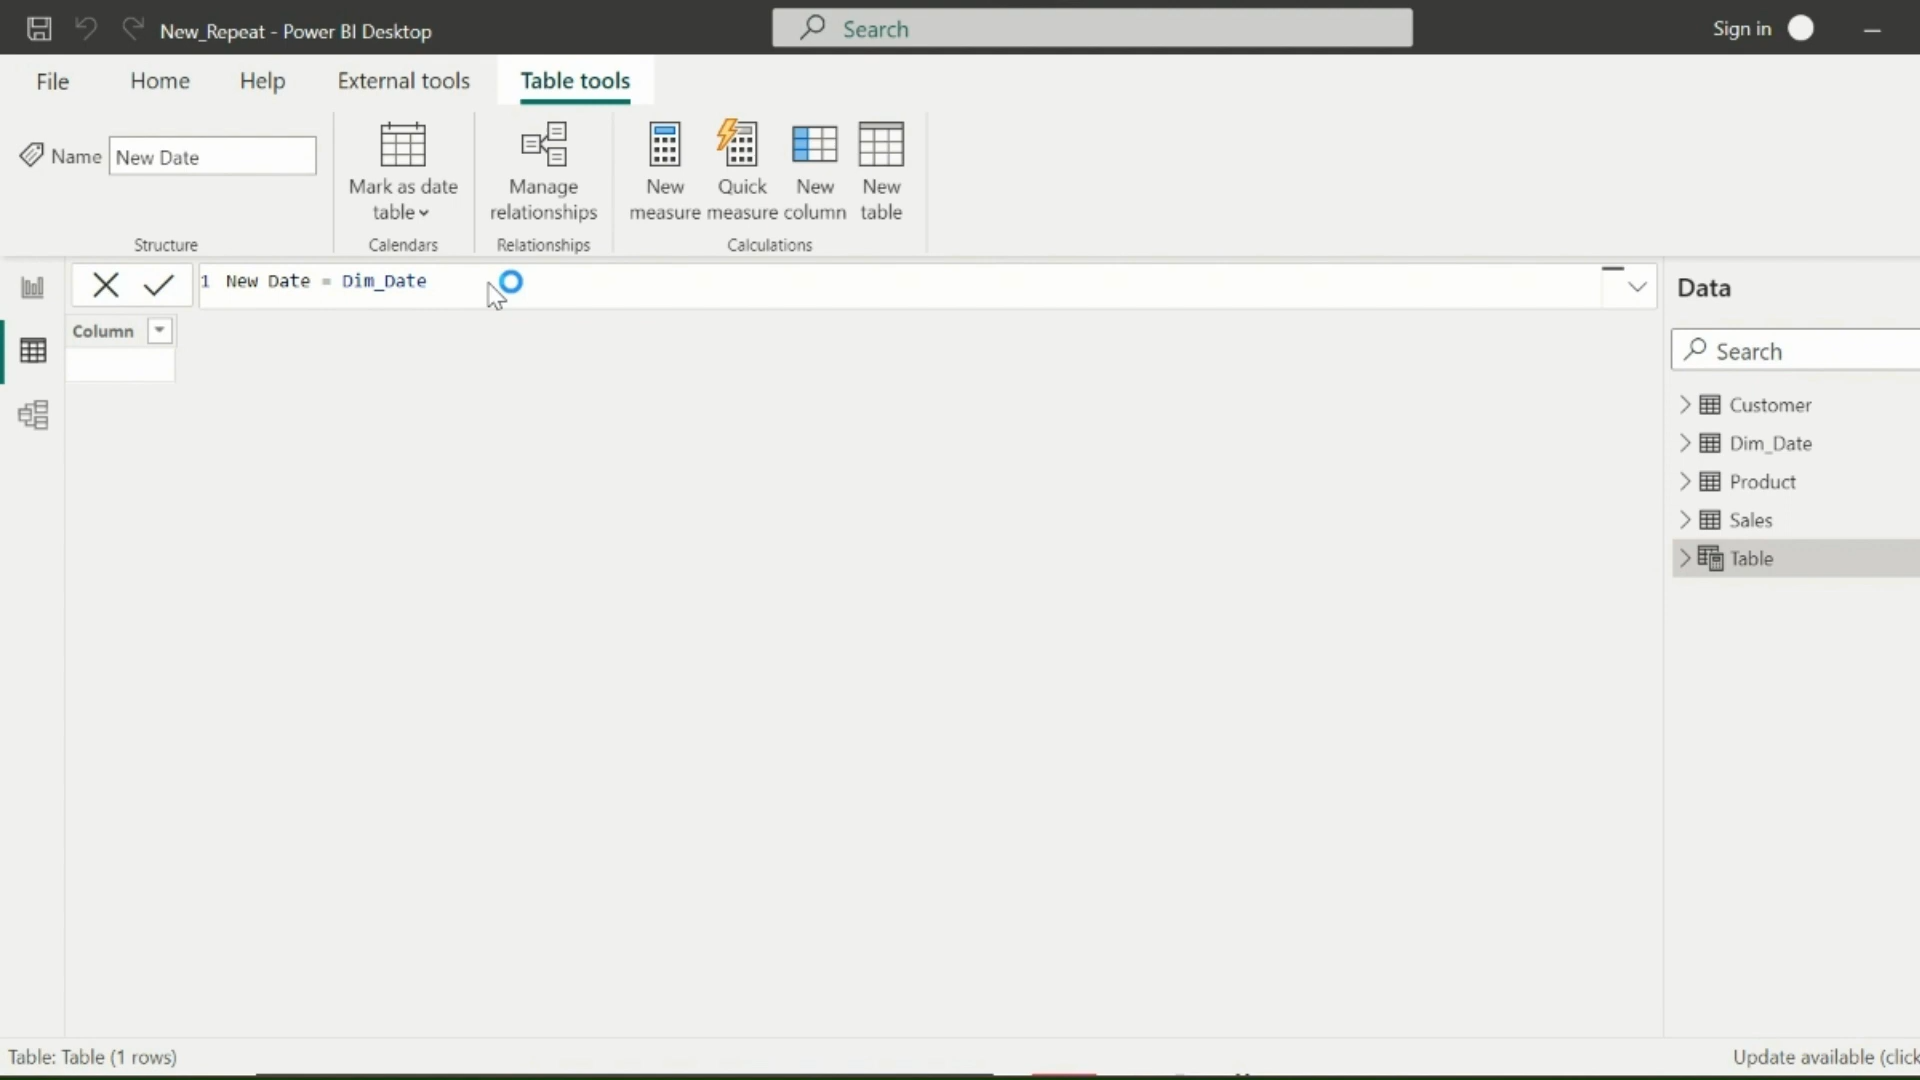 New_Repeat - Power BI Desktop
Search
Sign in
File
Home
Help
External tools
Table tools
Name
New Date
Structure
Mark as date
table
Calendars
Manage
relationships
Relationships
New
measure
Quick
measure
New
column
New
table
Calculations
1 New Date = Dim_Date
Column
Data
Search
Customer
Dim_Date
Product
Sales
Table
Table: Table (1 rows)
Update available (click